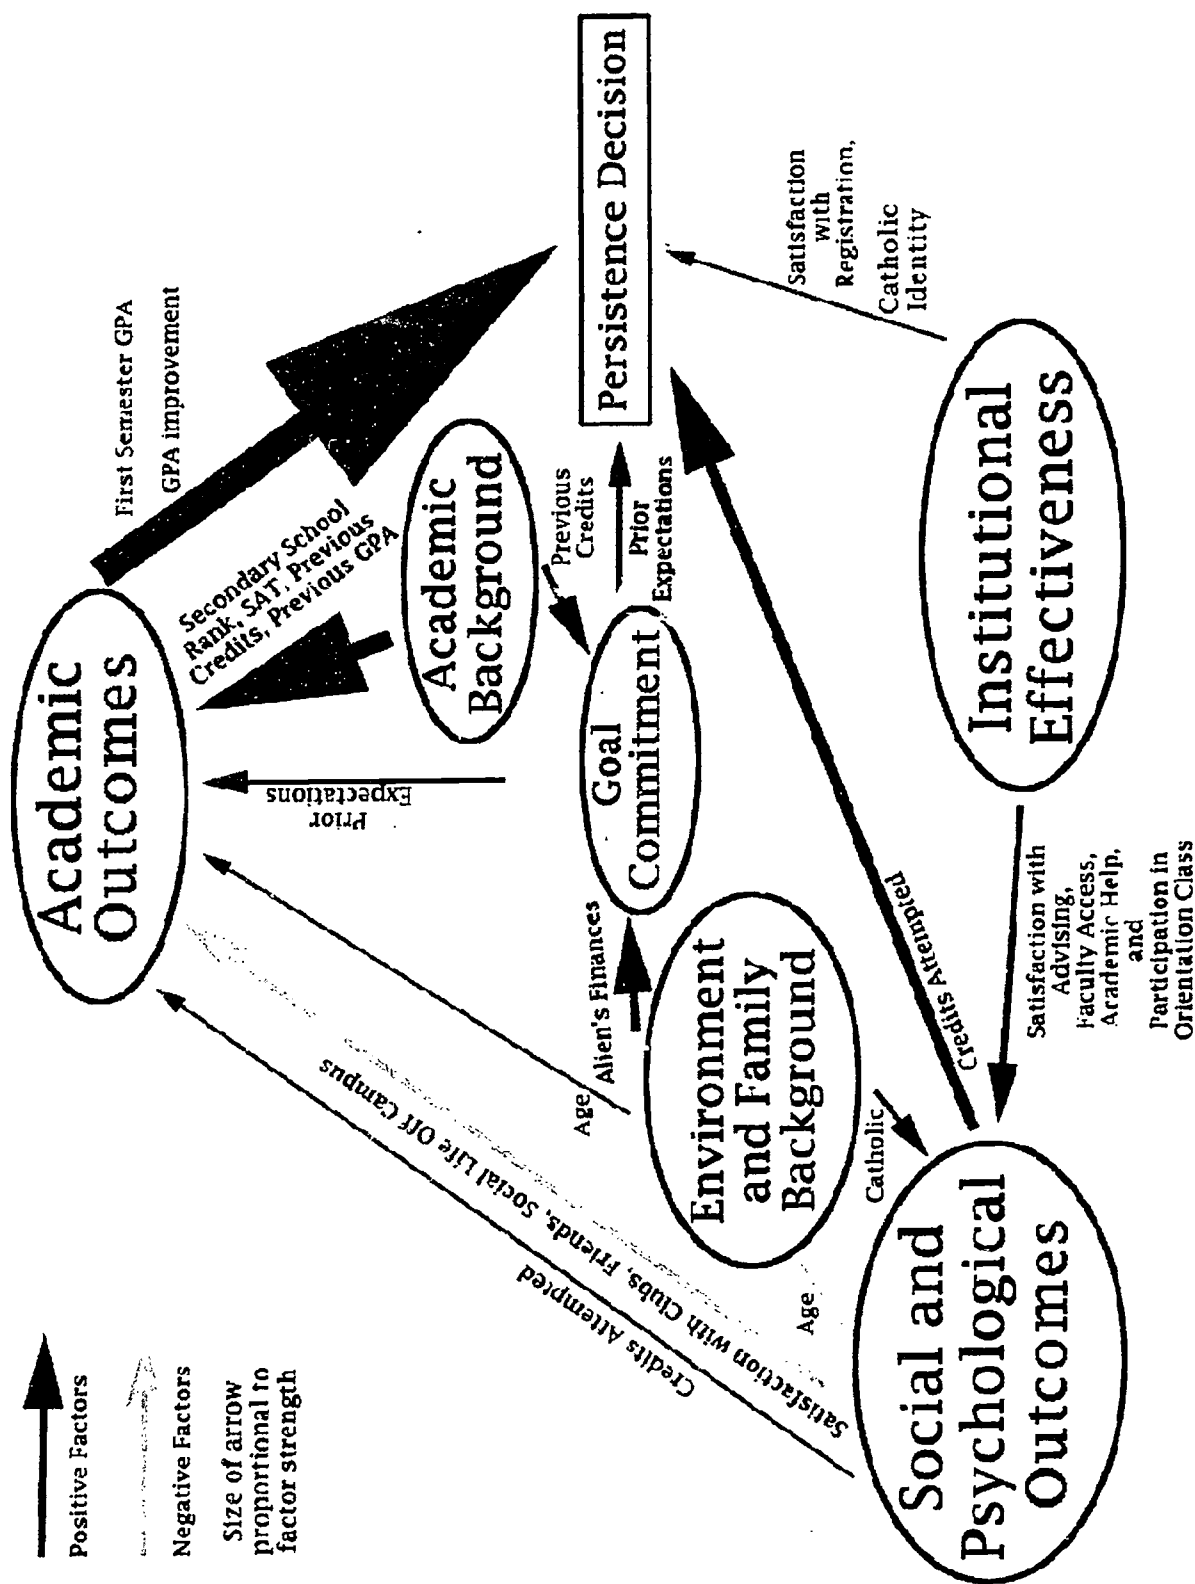 Academic
Outcomes
First Semester GPA
GPA improvement
Secondary School
Rank, SAT, Previous
Credits, Previous GPA
Prior
Expectations
Academic
Background
Previous
Credits
Persistence Decision
Prior
Expectations
Goal
Commitment
Age
Alien's Finances
Environment
and Family
Background
Satisfaction
with
Registration,
Catholic
Identity
Institutional
Effectiveness
Satisfaction with
Advising,
Faculty Access,
Academic Help,
and
Participation in
Orientation Class
Credits Attempted
Catholic
Age
Social and
Psychological
Outcomes
Satisfaction with Clubs, Friends, Social Life Off Campus
Credits Attempted
Positive Factors
Negative Factors
Size of arrow
proportional to
factor strength